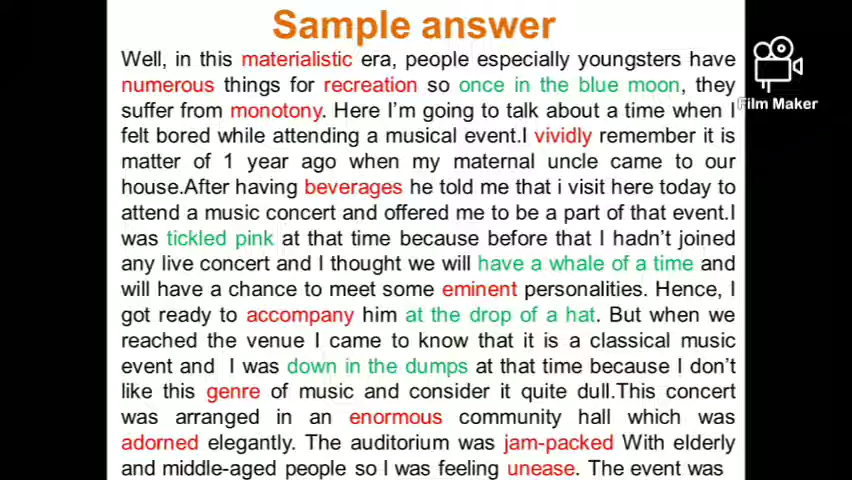 Sample answer
Well, in this materialistic era, people especially youngsters have
numerous things for recreation so once in the blue moon, they
suffer from monotony. Here I'm going to talk about a time when I
Film Maker
felt bored while attending a musical event.I vividly remember it is
matter of 1 year ago when my maternal uncle came to our
house.After having beverages he told me that i visit here today to
attend a music concert and offered me to be a part of that event.I
was tickled pink at that time because before that I hadn't joined
any live concert and I thought we will have a whale of a time and
will have a chance to meet some eminent personalities. Hence, I
got ready to accompany him at the drop of a hat. But when we
reached the venue I came to know that it is a classical music
event and I was down in the dumps at that time because I don't
like this genre of music and consider it quite dull.This concert
was arranged in an enormous community hall which was
adorned elegantly. The auditorium was jam-packed With elderly
and middle-aged people so I was feeling unease. The event was